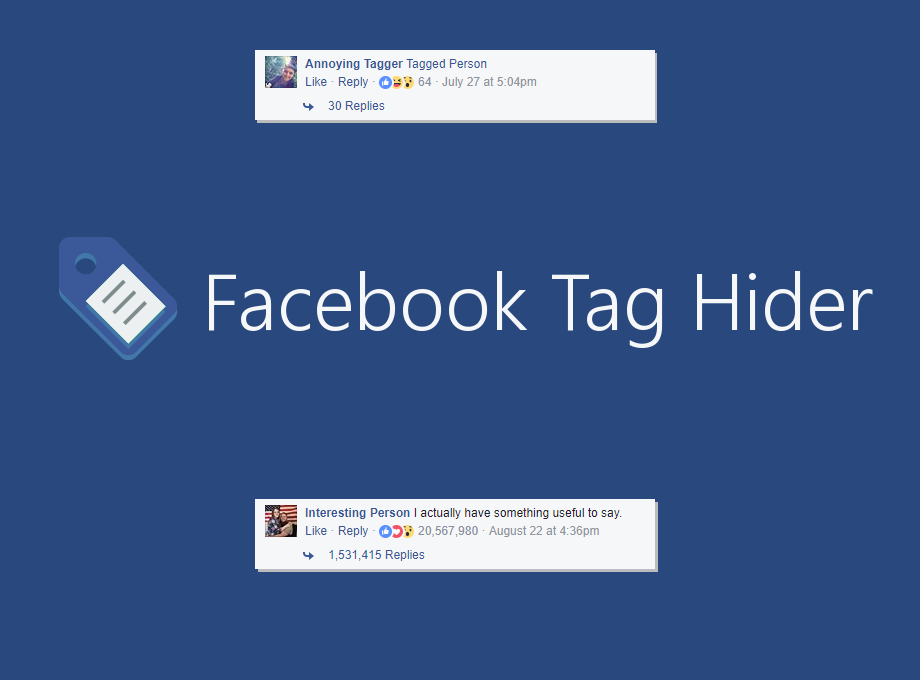 Annoying Tagger Tagged Person
Like · Reply · 64 · July 27 at 5:04pm
30 Replies
Facebook Tag Hider
Interesting Person I actually have something useful to say.
Like · Reply · 20,567,980 · August 22 at 4:36pm
1,531,415 Replies